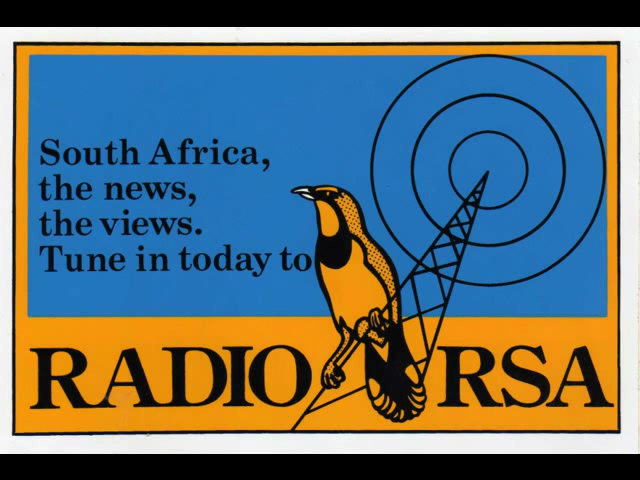 South Africa,
the news,
the views.
Tune in today to
RADIO RSA